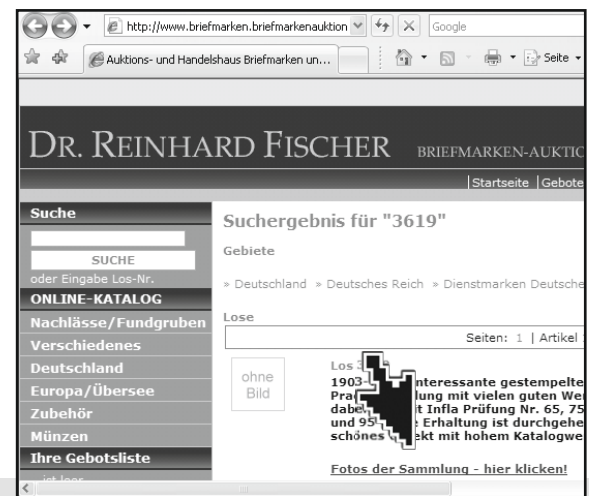 http://www.briefmarken.briefmarkenauktion
Google
Auktions- und Handelshaus Briefmarken un...
Seite
DR. REINHARD FISCHER
BRIEFMARKEN-AUKTIO
|Startseite |Gebote
Suche
SUCHE
oder Eingabe Los-Nr.
ONLINE-KATALOG
Nachlässe/Fundgruben
Verschiedenes
Deutschland
Europa/Übersee
Zubehör
Münzen
Ihre Gebotsliste
ist leer
Suchergebnis für "3619"
Gebiete
» Deutschland » Deutsches Reich » Dienstmarken Deutsche
Lose
Seiten: 1 | Artikel
ohne
Bild
Los 3
1903- nteressante gestempelte
Pra lung mit vielen guten Wer
dabe t Infla Prüfung Nr. 65, 75
und 95 Erhaltung ist durchgehe
schönes ekt mit hohem Katalogwe
Fotos der Sammlung - hier klicken!